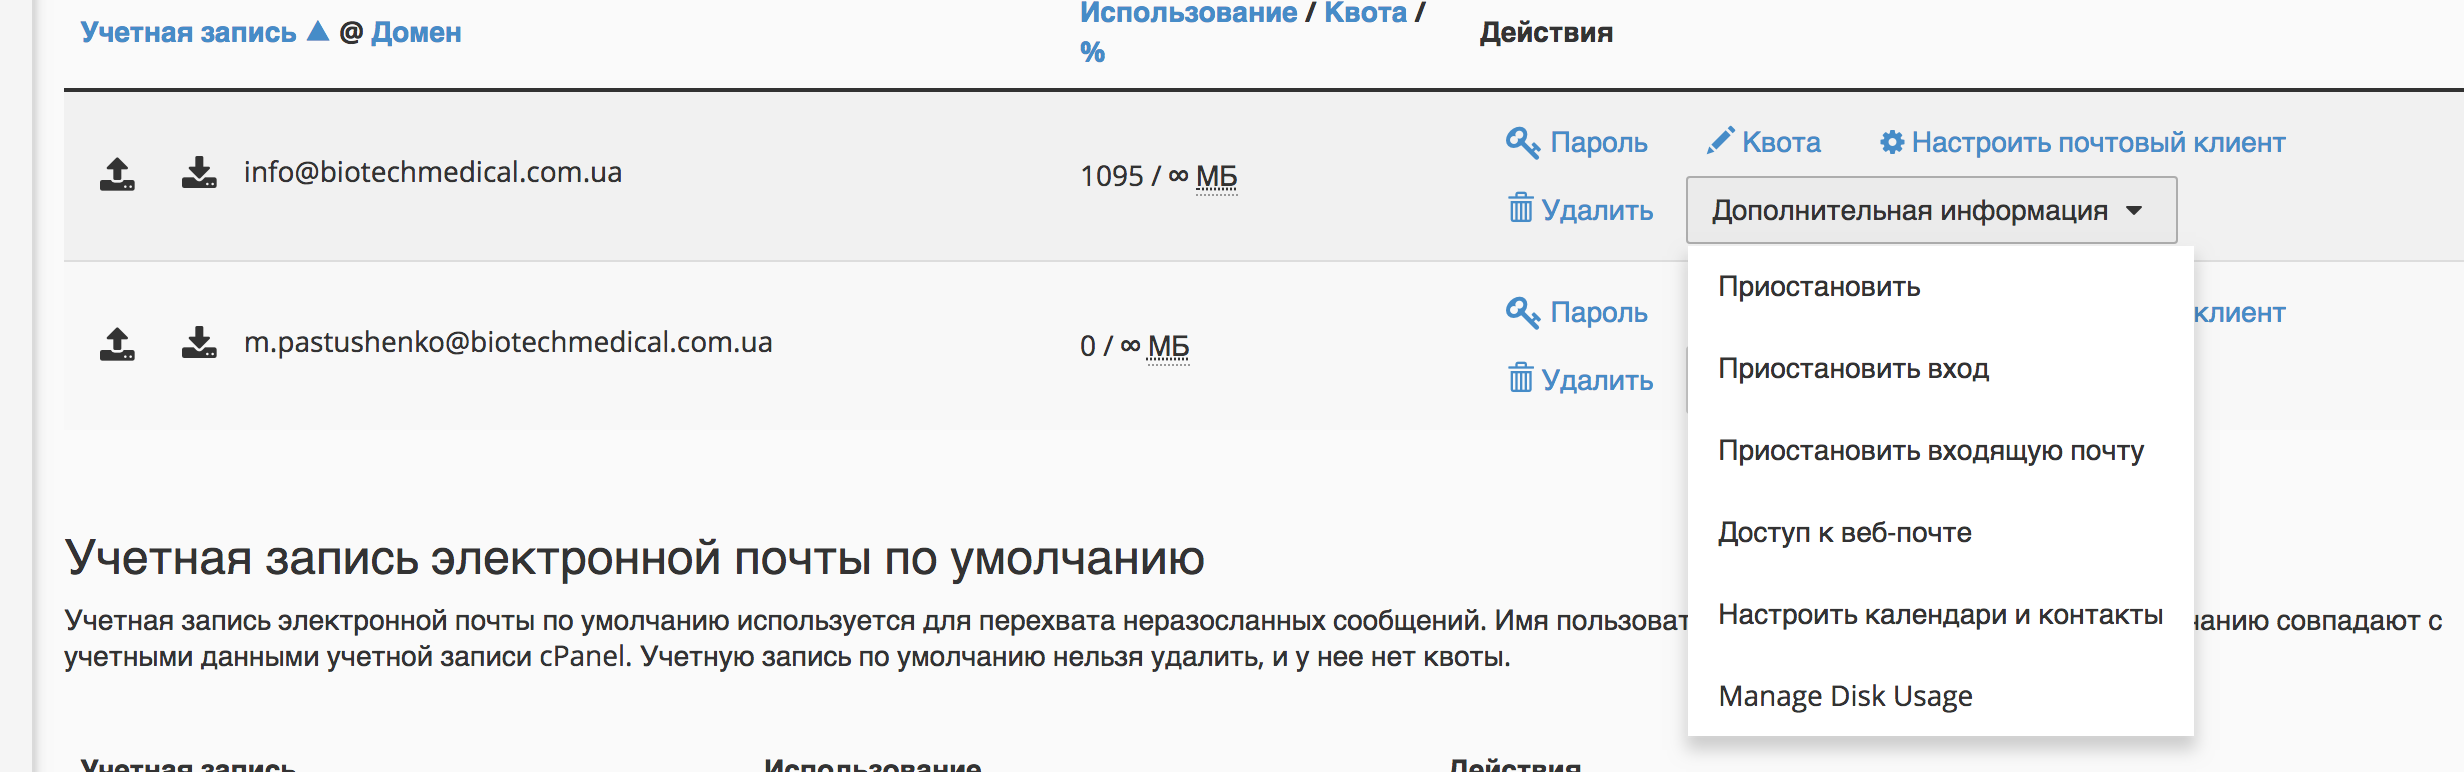 Учетная запись ▲ @ Домен
Использование / Квота / %
Действия
info@biotechmedical.com.ua
1095 / ∞ МБ
Пароль
Квота
Настроить почтовый клиент
Удалить
Дополнительная информация
Приостановить
Приостановить вход
Приостановить входящую почту
Доступ к веб-почте
Настроить календари и контакты
Manage Disk Usage
m.pastushenko@biotechmedical.com.ua
0 / ∞ МБ
Пароль
клиент
Удалить
Учетная запись электронной почты по умолчанию
Учетная запись электронной почты по умолчанию используется для перехвата неразосланных сообщений. Имя пользоват чанию совпадают с
учетными данными учетной записи cPanel. Учетную запись по умолчанию нельзя удалить, и у нее нет квоты.
Учетная запись
Использование
Действия